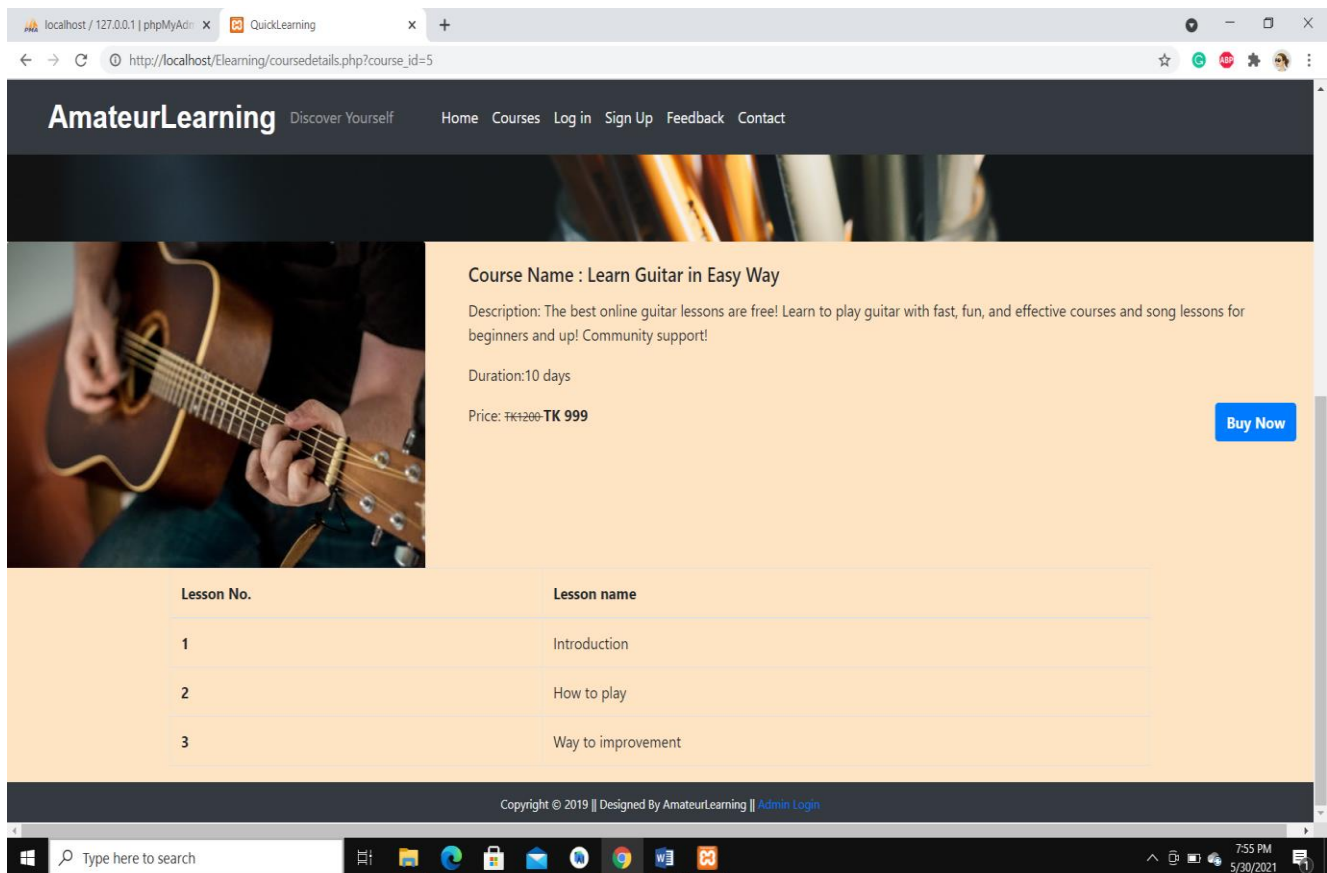 localhost / 127.0.0.1 | phpMyAdm
QuickLearning
http://localhost/Elearning/coursedetails.php?course_id=5
AmateurLearning Discover Yourself Home Courses Log in Sign Up Feedback Contact
Course Name : Learn Guitar in Easy Way
Description: The best online guitar lessons are free! Learn to play guitar with fast, fun, and effective courses and song lessons for
beginners and up! Community support!
Duration:10 days
Price: TK1200 TK 999
Buy Now
Lesson No. Lesson name
1 Introduction
2 How to play
3 Way to improvement
Copyright © 2019 || Designed By AmateurLearning || Admin Login
Type here to search
7:55 PM
5/30/2021